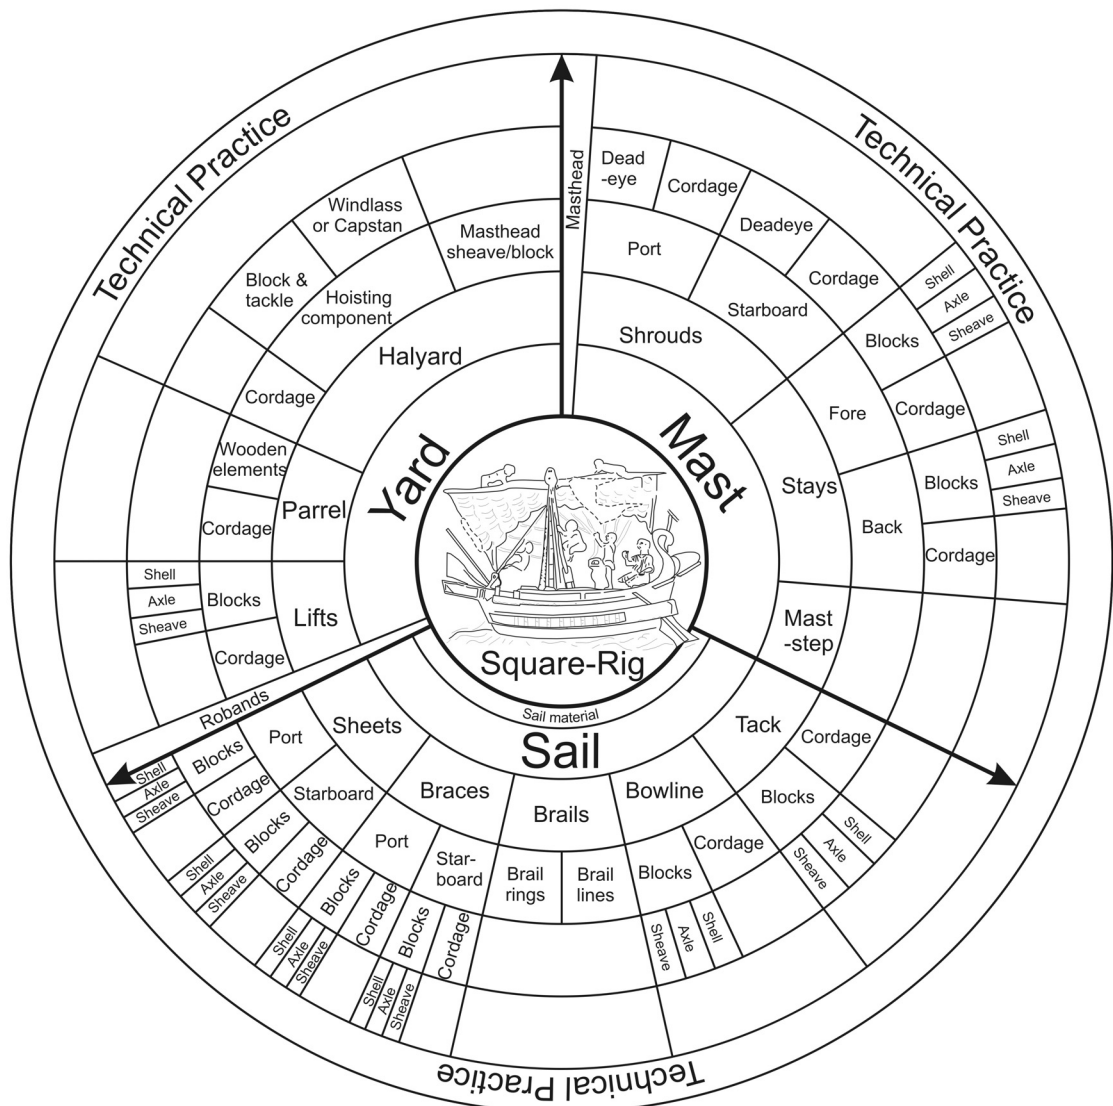 Technical Practice
Technical Practice
Technical Practice
Square-Rig
Sail material
Yard
Mast
Sail
Masthead
Shrouds
Port
Dead
-eye
Cordage
Starboard
Deadeye
Cordage
Stays
Fore
Blocks
Shell
Axle
Sheave
Cordage
Back
Blocks
Shell
Axle
Sheave
Cordage
Mast
-step
Tack
Cordage
Blocks
Shell
Axle
Sheave
Bowline
Cordage
Blocks
Shell
Axle
Sheave
Brails
Brail
lines
Brail
rings
Braces
Star-
board
Cordage
Blocks
Sheave
Axle
Shell
Port
Cordage
Blocks
Sheave
Axle
Shell
Sheets
Starboard
Cordage
Blocks
Sheave
Axle
Shell
Port
Cordage
Blocks
Sheave
Axle
Shell
Robands
Lifts
Cordage
Blocks
Shell
Axle
Sheave
Parrel
Cordage
Wooden
elements
Halyard
Cordage
Hoisting
component
Block &
tackle
Windlass
or Capstan
Masthead
sheave/block